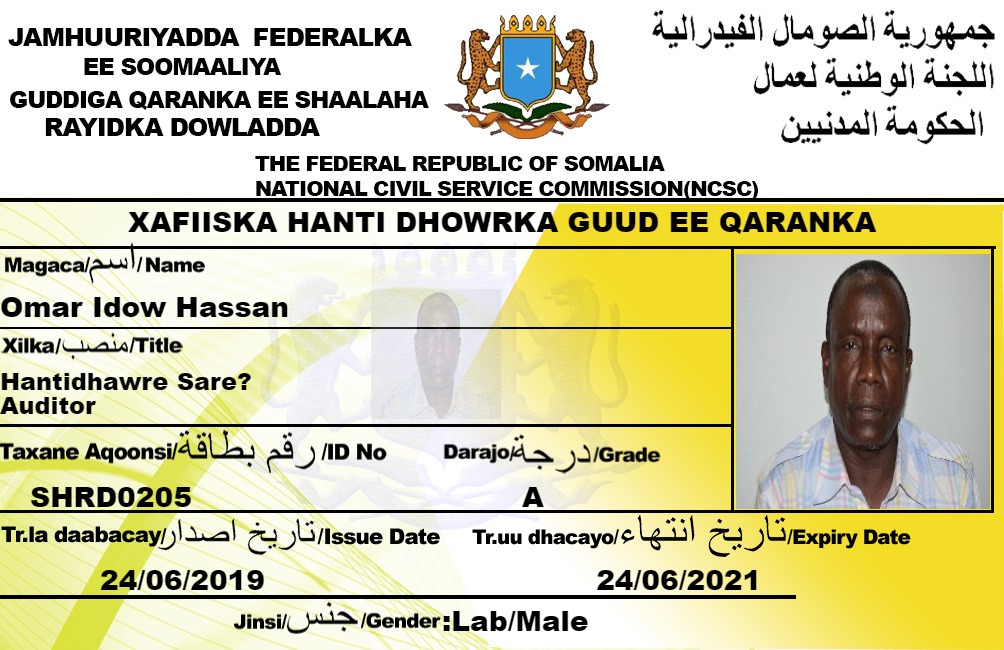 JAMHUURIYADDA FEDERALKA
EE SOOMAALIYA
GUDDIGA QARANKA EE SHAALAHA
RAYIDKA DOWLADDA
جمهورية الصومال الفيدرالية
اللجنة الوطنية لعمال
الحكومة المدنيين
THE FEDERAL REPUBLIC OF SOMALIA
NATIONAL CIVIL SERVICE COMMISSION(NCSC)
XAFIISKA HANTI DHOWRKA GUUD EE QARANKA
Magaca/اسم/Name
Omar Idow Hassan
Xilka/منصب/Title
Hantidhawre Sare?
Auditor
Taxane Aqoonsi/رقم بطاقة/ID No
SHRD0205
Darajo/درجة/Grade
A
Tr.la daabacay/تاريخ اصدار/Issue Date
24/06/2019
Tr.uu dhacayo/تاريخ انتهاء/Expiry Date
24/06/2021
Jinsi/جنس/Gender:Lab/Male